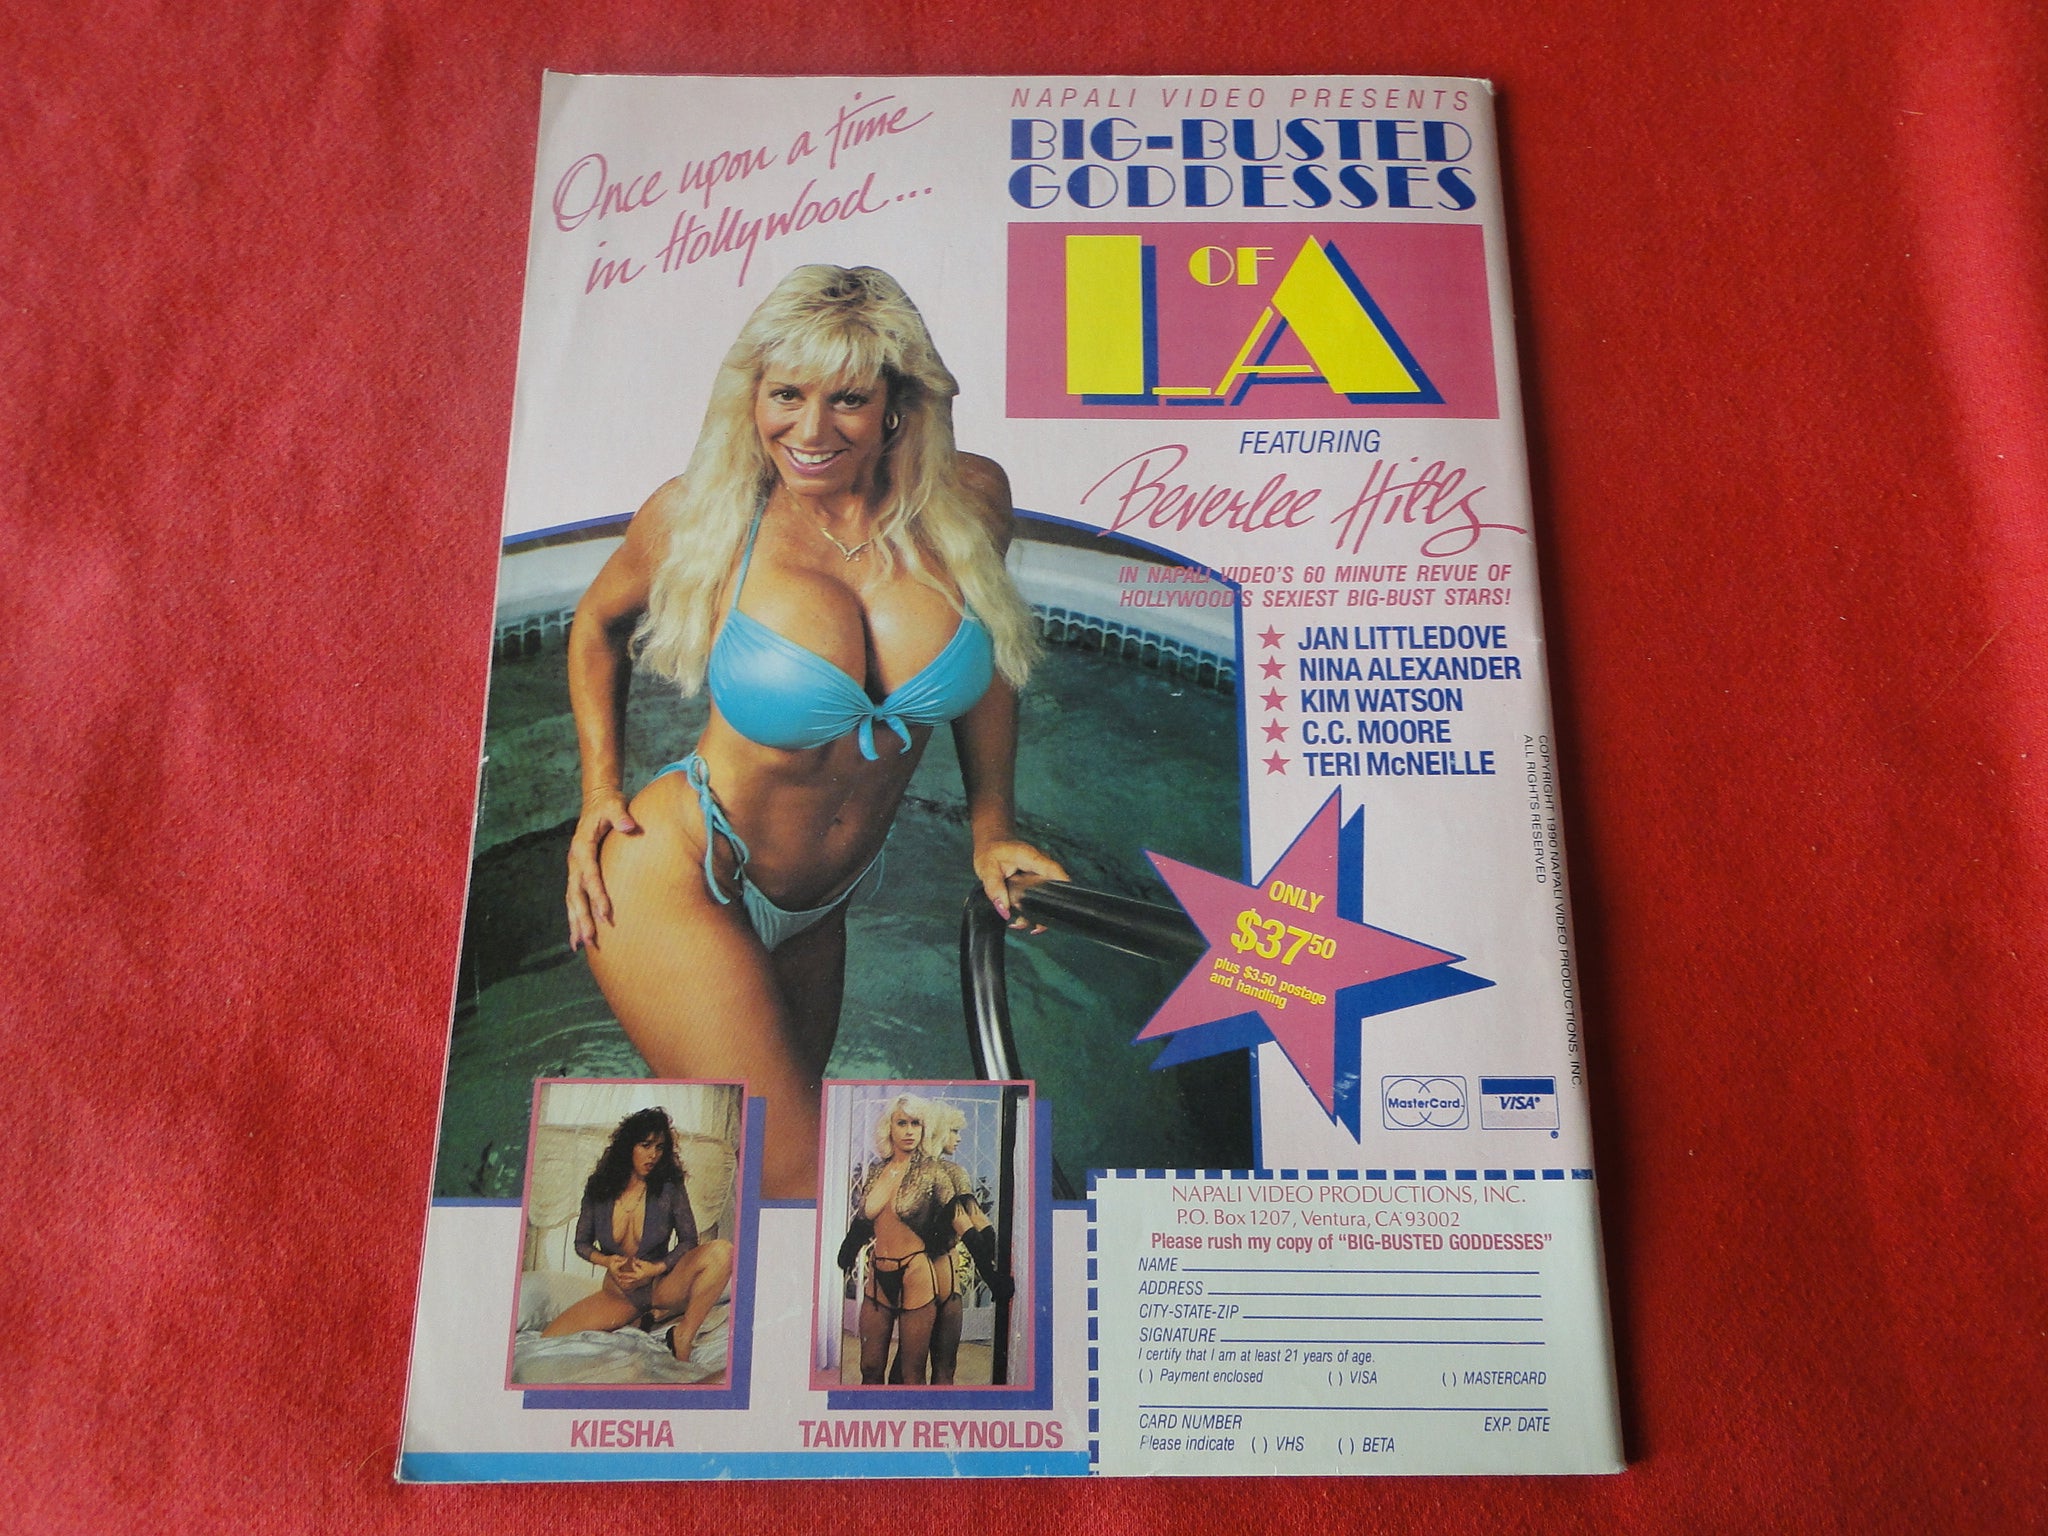 Once upon a time
in Hollywood...
NAPALI VIDEO PRESENTS
BIG-BUSTED
GODDESSES
OF
LA
FEATURING
Beverlee Hills
IN NAPALI VIDEO'S 60 MINUTE REVUE OF
HOLLYWOOD'S SEXIEST BIG-BUST STARS!
★ JAN LITTLEDOVE
★ NINA ALEXANDER
★ KIM WATSON
★ C.C. MOORE
★ TERI McNEILLE
COPYRIGHT 1990 NAPALI VIDEO PRODUCTIONS, INC.
ALL RIGHTS RESERVED
ONLY
$37.50
plus $3.50 postage
and handling
MasterCard
VISA®
KIESHA
TAMMY REYNOLDS
NAPALI VIDEO PRODUCTIONS, INC.
P.O. Box 1207, Ventura, CA 93002
Please rush my copy of "BIG-BUSTED GODDESSES"
NAME
ADDRESS
CITY-STATE-ZIP
SIGNATURE
I certify that I am at least 21 years of age.
( ) Payment enclosed ( ) VISA ( ) MASTERCARD
CARD NUMBER EXP. DATE
Please indicate ( ) VHS ( ) BETA